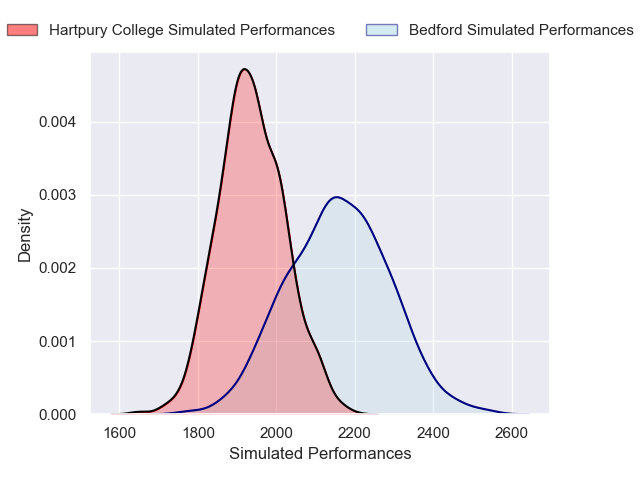 Hartpury College Simulated Performances
Bedford Simulated Performances
Density
0.004
0.003
0.002
0.001
0.000
1600 1800 2000 2200 2400 2600
Simulated Performances